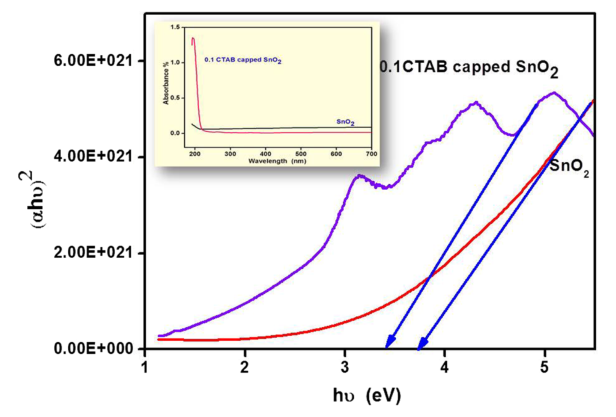 6.00E+021
4.00E+021
2.00E+021
0.00E+000
(αhυ)²
1 2 3 4 5
hυ (eV)
0.1CTAB capped SnO₂
SnO₂
1.5
1.0
0.5
0.0
Absorbance %
0.1 CTAB capped SnO₂
SnO₂
200 300 400 500 600 700
Wavelength (nm)